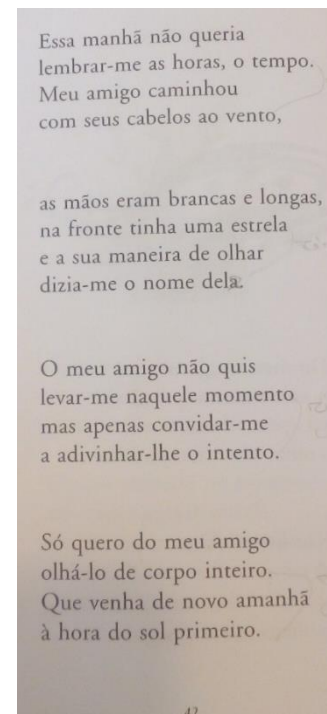 Essa manhã não queria
lembrar-me as horas, o tempo.
Meu amigo caminhou
com seus cabelos ao vento,
as mãos eram brancas e longas,
na fronte tinha uma estrela
e a sua maneira de olhar
dizia-me o nome dela.
O meu amigo não quis
levar-me naquele momento
mas apenas convidar-me
a adivinhar-lhe o intento.
Só quero do meu amigo
olhá-lo de corpo inteiro.
Que venha de novo amanhã
à hora do sol primeiro.